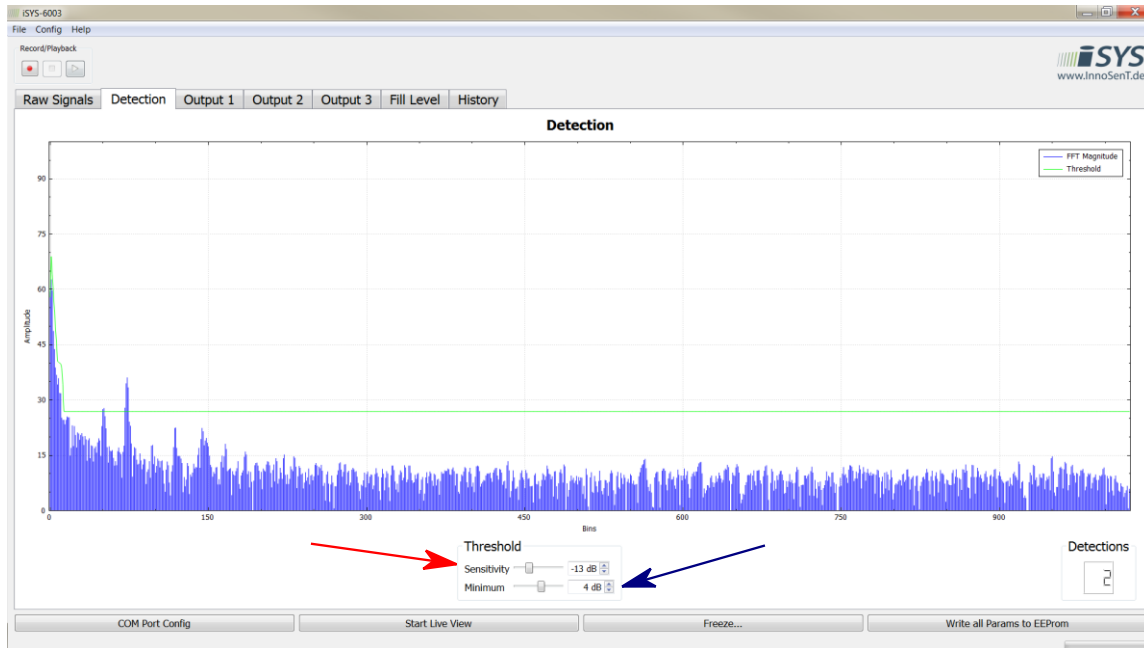 iSYS-6003
File Config Help
Record/Playback
iSYS
www.InnoSenT.de
Raw Signals Detection Output 1 Output 2 Output 3 Fill Level History
Detection
FFT Magnitude
Threshold
90
75
60
45
30
15
0
Amplitude
0 150 300 450 600 750 900
Bins
Threshold
Sensitivity -13 dB
Minimum 4 dB
Detections
2
COM Port Config Start Live View Freeze... Write all Params to EEProm